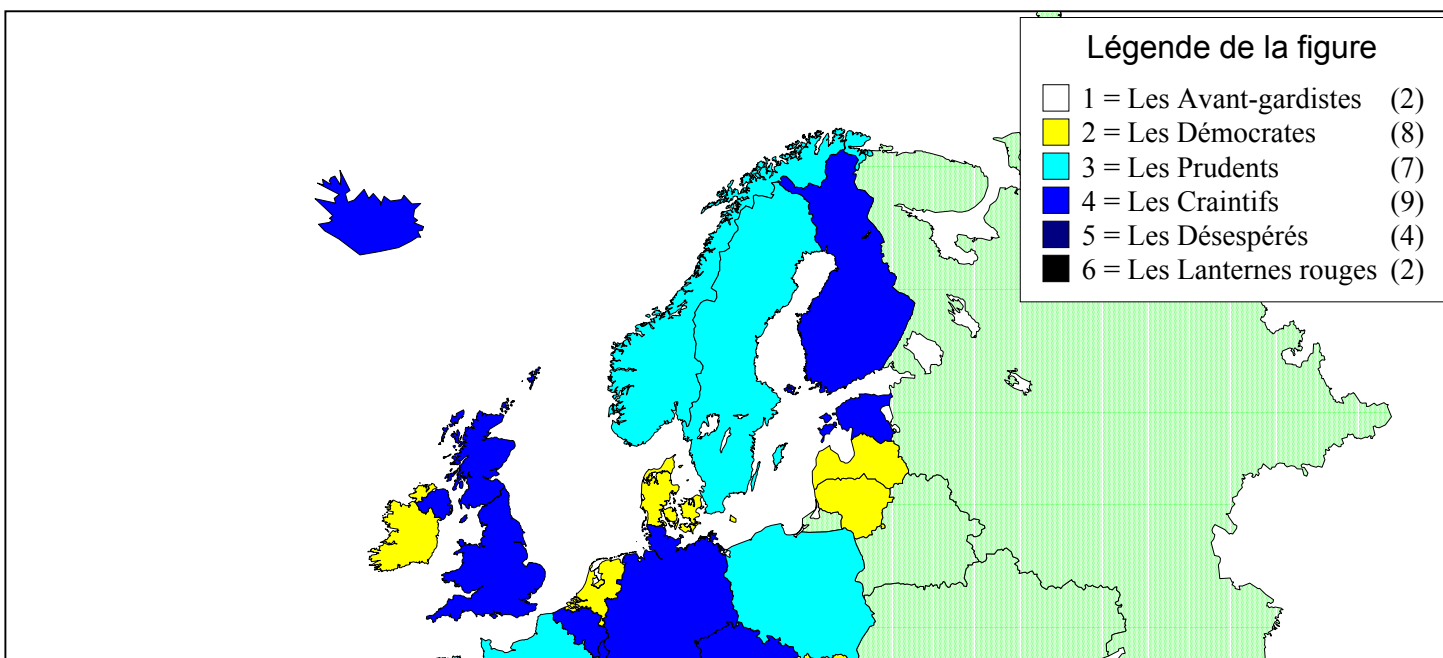 Légende de la figure
1 = Les Avant-gardistes (2)
2 = Les Démocrates (8)
3 = Les Prudents (7)
4 = Les Craintifs (9)
5 = Les Désespérés (4)
6 = Les Lanternes rouges (2)